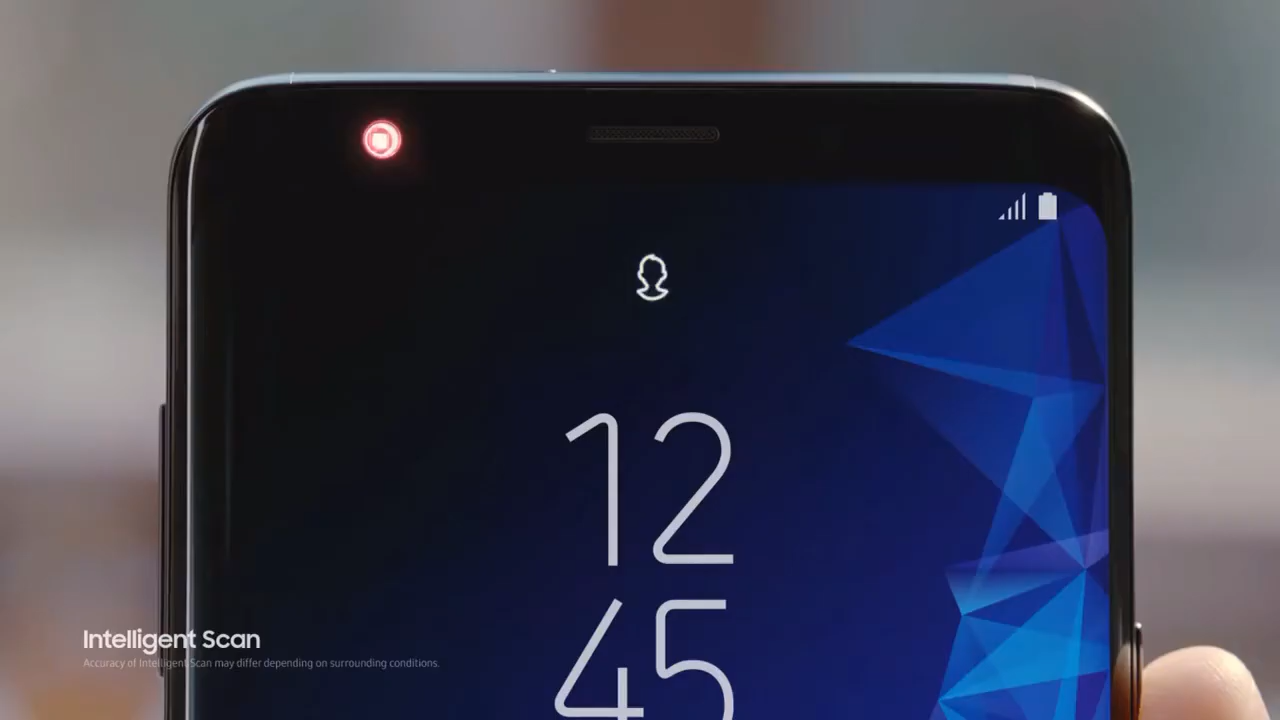 12
45
Intelligent Scan
Accuracy of Intelligent Scan may differ depending on surrounding conditions.